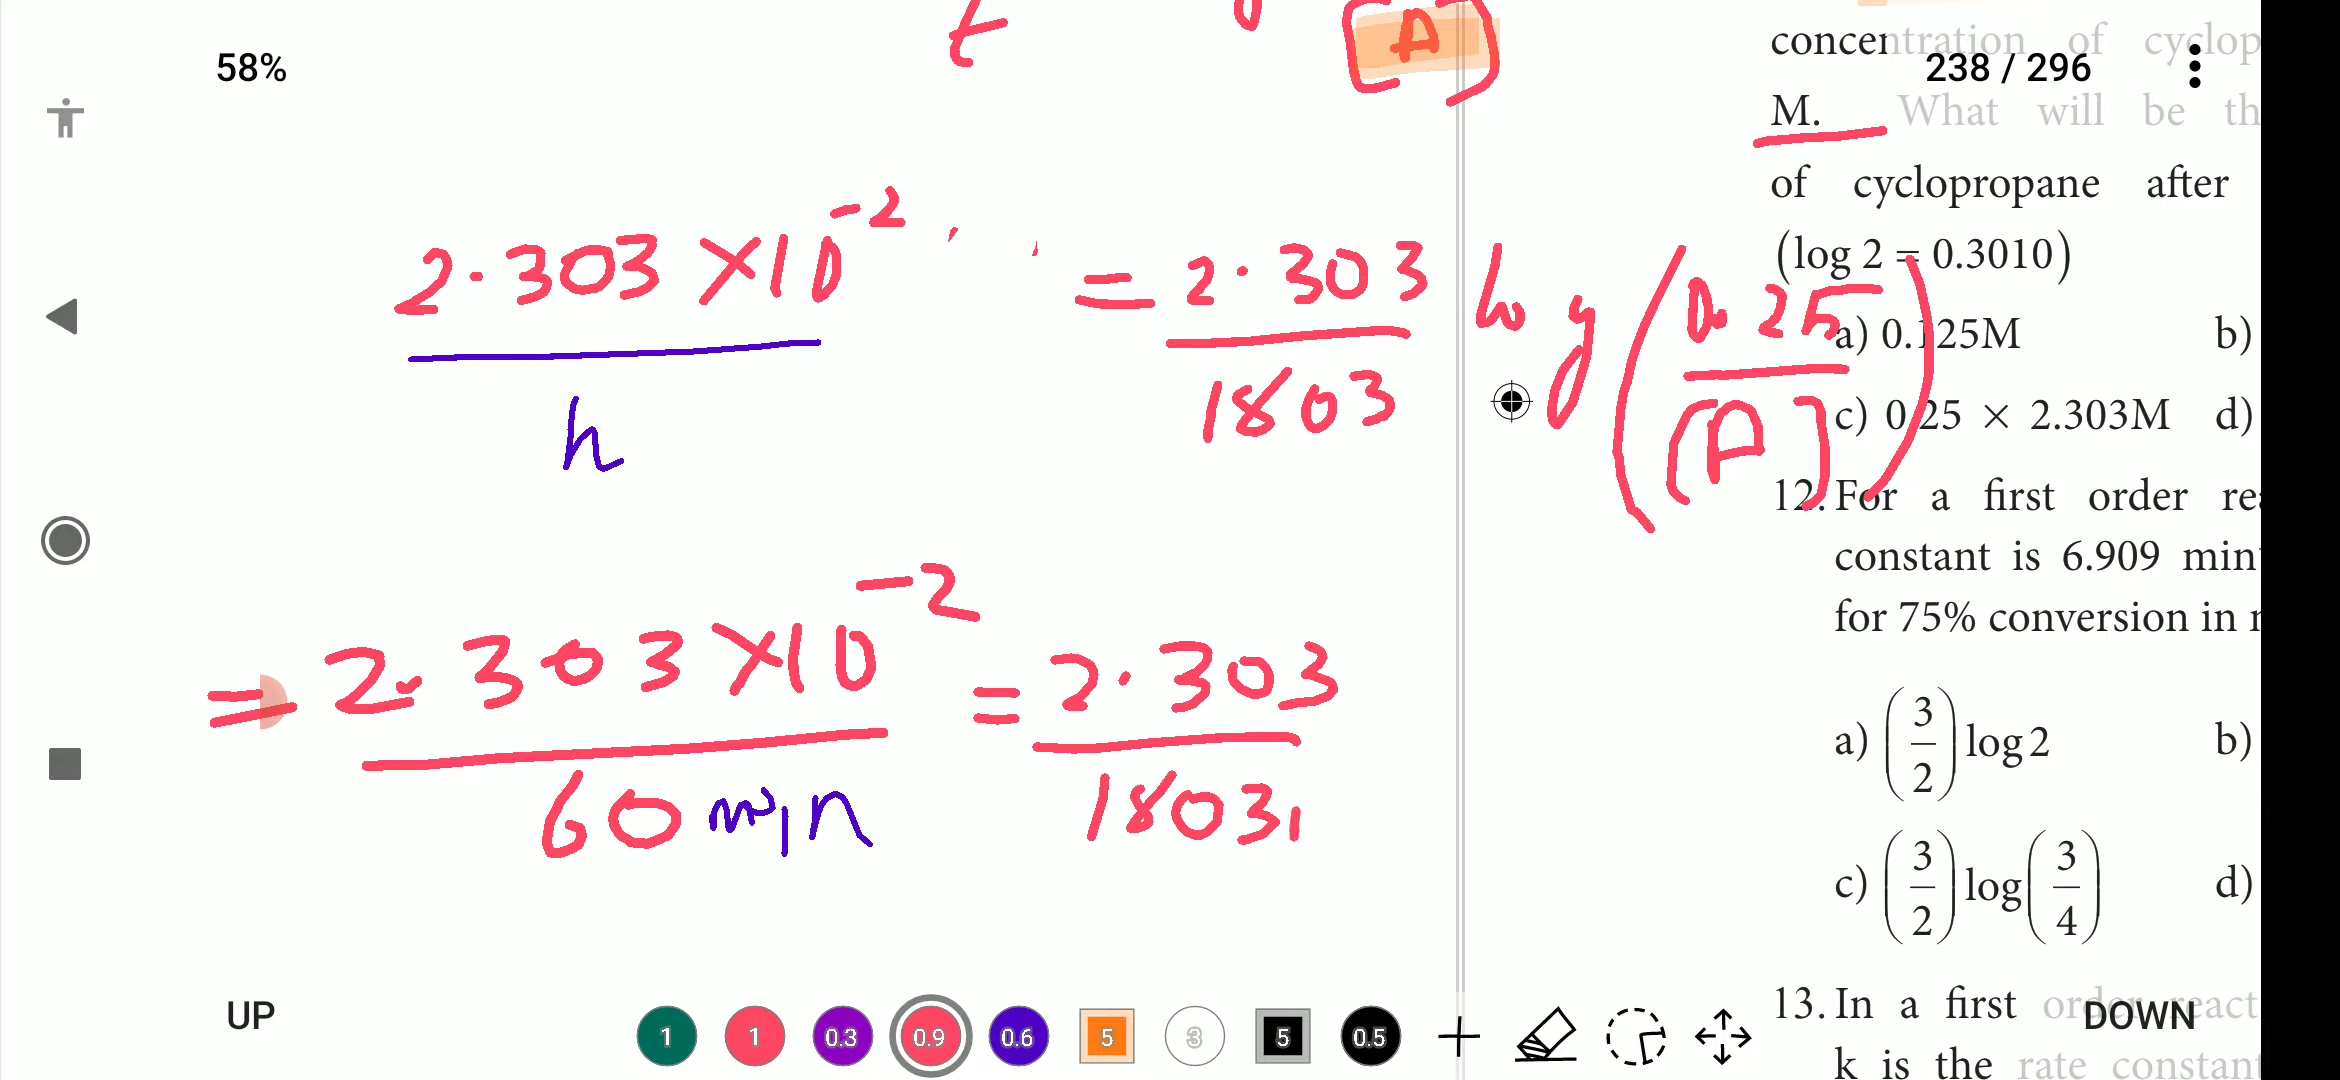 58%
[A]
2.303 × 10⁻² = 2.303 log (0.25
h 1803 [A])
= 2.303 × 10⁻² = 2.303
60 min 1803
UP
1 1 0.3 0.9 0.6 5 3 5 0.5
concentration of cyclop
238 / 296
M. What will be th
of cyclopropane after
(log 2 = 0.3010)
a) 0.125M b)
c) 0.25 × 2.303M d)
12. For a first order re
constant is 6.909 min
for 75% conversion in
a) (3/2) log 2 b)
c) (3/2) log (3/4) d)
13. In a first order react
DOWN
k is the rate constant